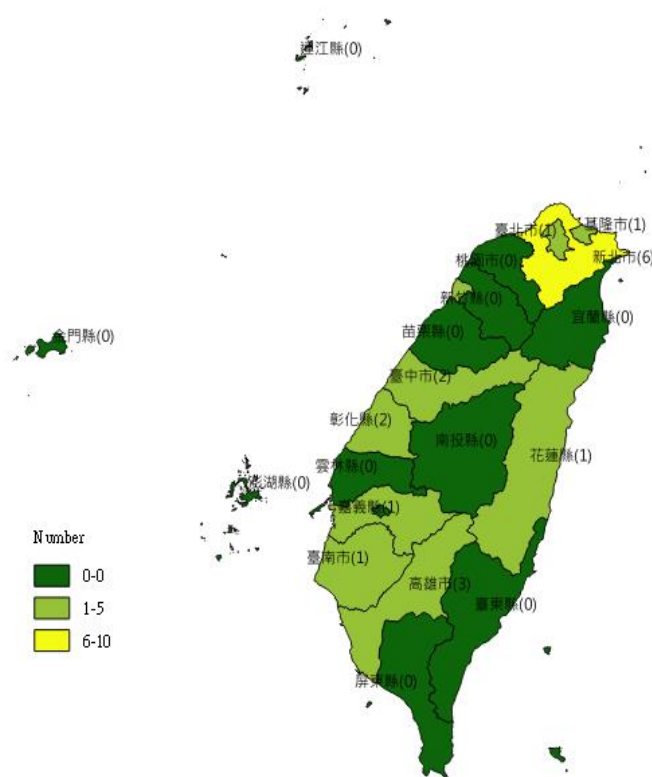 連江縣(0)
臺北市(1)
基隆市(1)
新北市(6)
桃園市(0)
新竹縣(0)
宜蘭縣(0)
金門縣(0)
苗栗縣(0)
臺中市(2)
彰化縣(2)
南投縣(0)
花蓮縣(1)
雲林縣(0)
澎湖縣(0)
嘉義縣(1)
臺南市(1)
高雄市(3)
臺東縣(0)
屏東縣(0)
Number
0-0
1-5
6-10